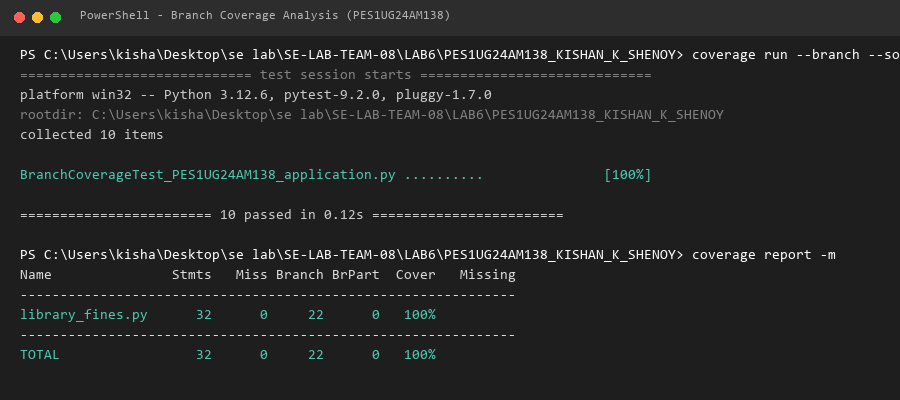 PowerShell - Branch Coverage Analysis (PES1UG24AM138)
PS C:\Users\kisha\Desktop\se lab\SE-LAB-TEAM-08\LAB6\PES1UG24AM138_KISHAN_K_SHENOY> coverage run --branch --so
============================= test session starts =============================
platform win32 -- Python 3.12.6, pytest-9.2.0, pluggy-1.7.0
rootdir: C:\Users\kisha\Desktop\se lab\SE-LAB-TEAM-08\LAB6\PES1UG24AM138_KISHAN_K_SHENOY
collected 10 items
BranchCoverageTest_PES1UG24AM138_application.py ..........               [100%]
======================== 10 passed in 0.12s ========================
PS C:\Users\kisha\Desktop\se lab\SE-LAB-TEAM-08\LAB6\PES1UG24AM138_KISHAN_K_SHENOY> coverage report -m
Name               Stmts   Miss Branch BrPart  Cover   Missing
--------------------------------------------------------------
library_fines.py      32      0     22      0   100%
--------------------------------------------------------------
TOTAL                 32      0     22      0   100%